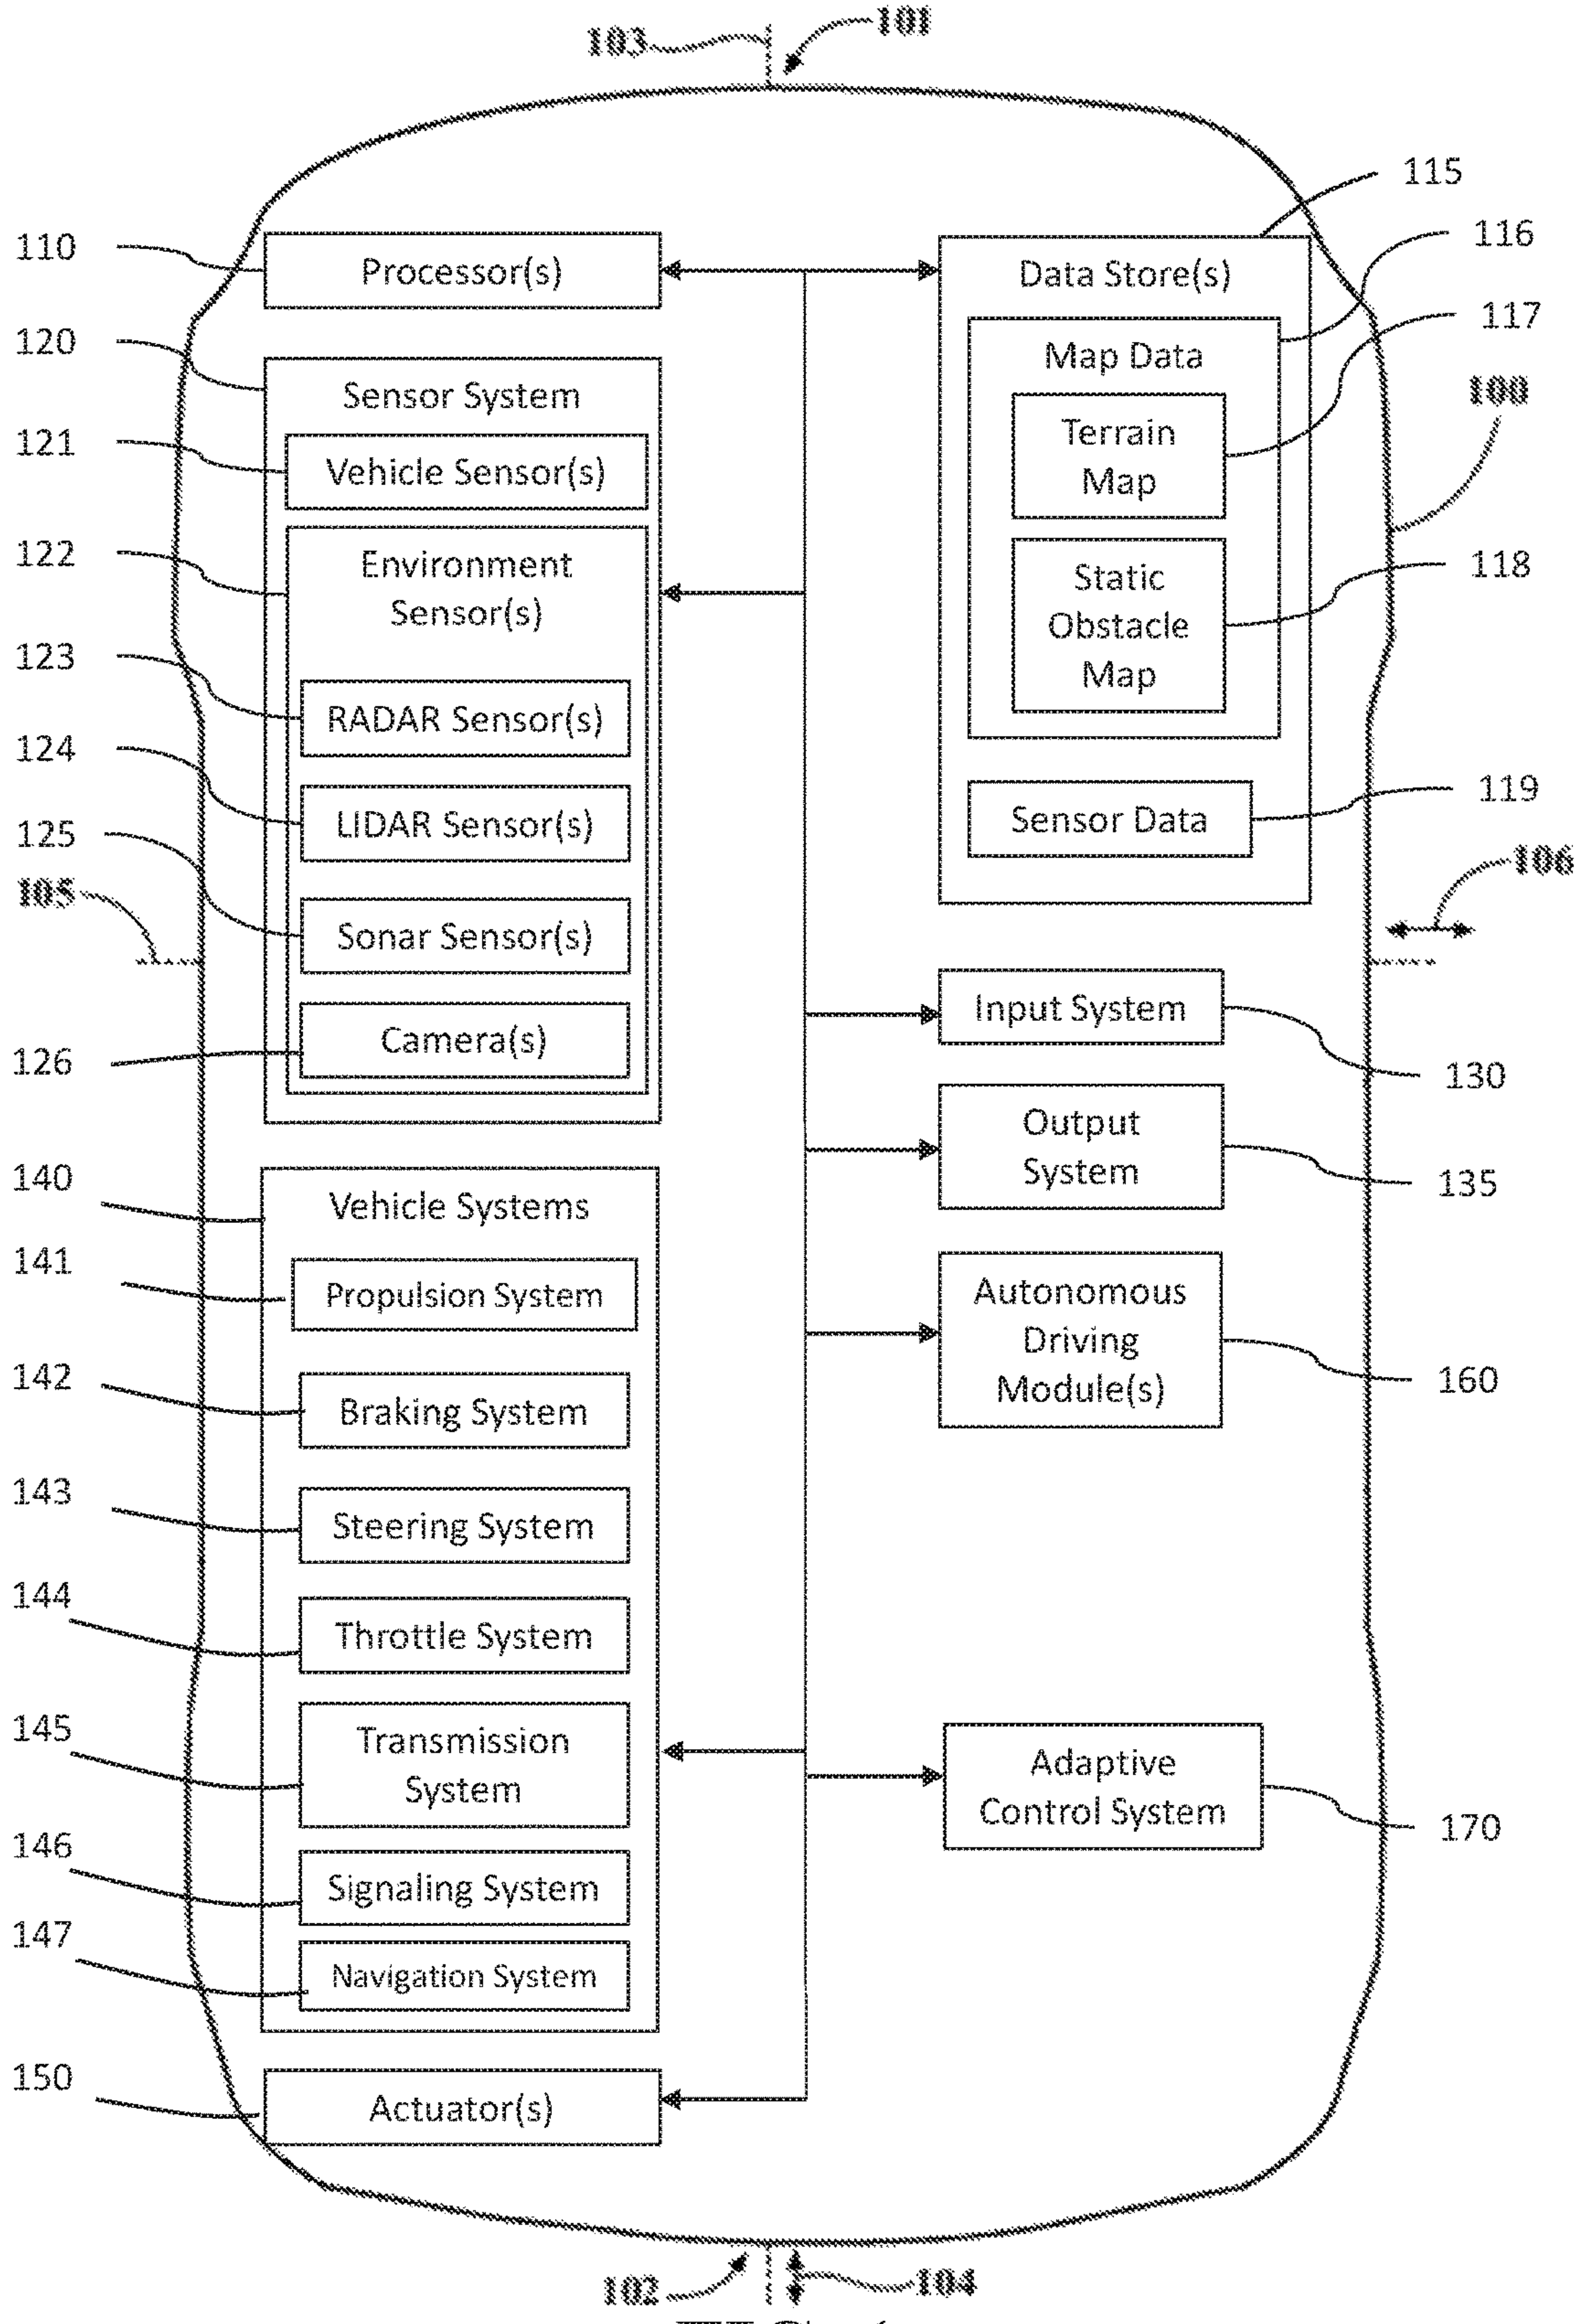 103
101
115
110
Processor(s)
Data Store(s)
116
117
120
Sensor System
Map Data
100
121
Vehicle Sensor(s)
Terrain
Map
122
Environment
Sensor(s)
Static
Obstacle
Map
118
123
RADAR Sensor(s)
124
LIDAR Sensor(s)
Sensor Data
119
125
105
Sonar Sensor(s)
106
126
Camera(s)
Input System
130
Output
System
135
140
Vehicle Systems
141
Propulsion System
Autonomous
Driving
Module(s)
160
142
Braking System
143
Steering System
144
Throttle System
145
Transmission
System
Adaptive
Control System
170
146
Signaling System
147
Navigation System
150
Actuator(s)
102
104